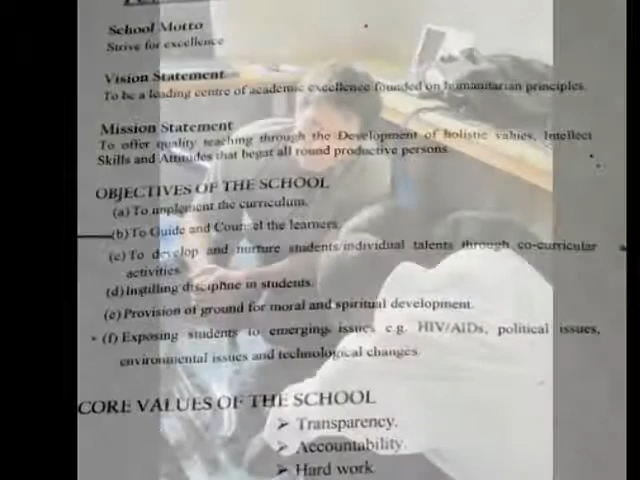 School Motto
Strive for excellence
Vision Statement
To be a leading centre of academic excellence founded on humanitarian principles.
Mission Statement
To offer quality teaching through the Development of holistic values, Intellect
Skills and Attitudes that begat all round productive persons.
OBJECTIVES OF THE SCHOOL
(a) To implement the curriculum.
(b) To Guide and Counsel the learners.
(c) To develop and nurture students/individual talents through co-curricular
activities.
(d) Instilling discipline in students.
(e) Provision of ground for moral and spiritual development.
(f) Exposing students to emerging issues e.g. HIV/AIDs, political issues,
environmental issues and technological changes.
CORE VALUES OF THE SCHOOL
➢ Transparency.
➢ Accountability.
➢ Hard work